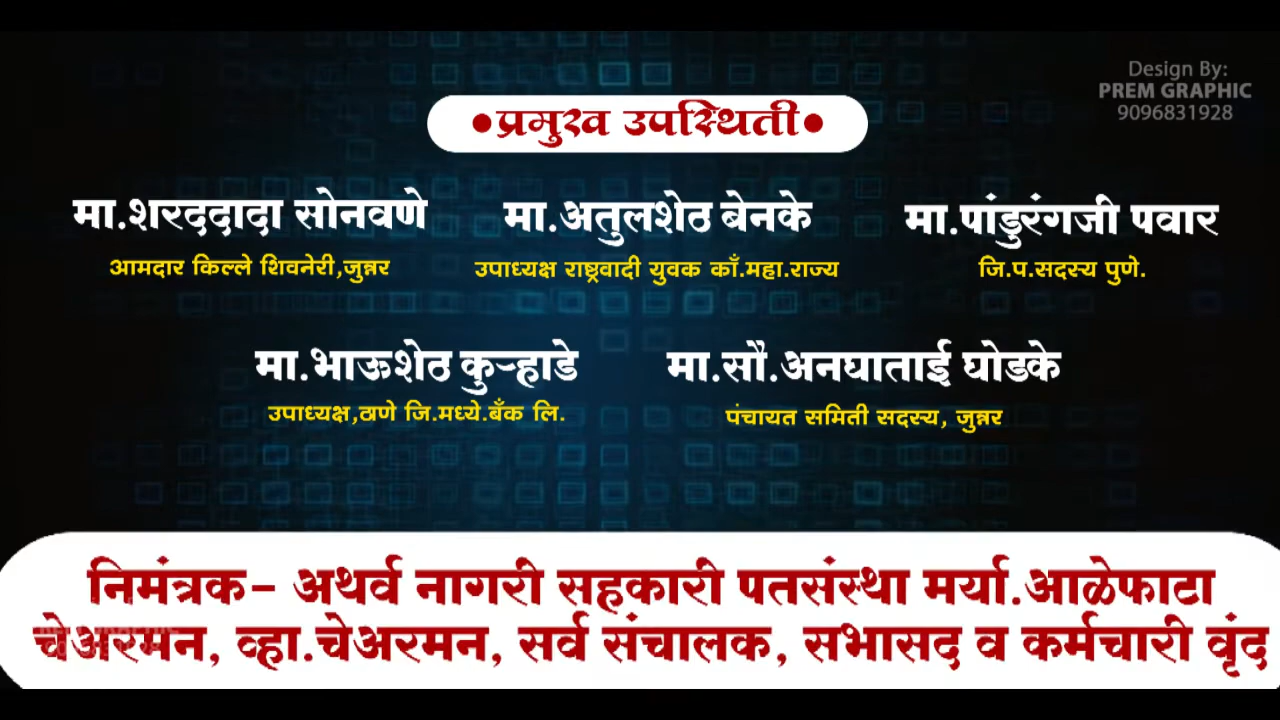 Design By:
PREM GRAPHIC
9096831928
•प्रमुख उपस्थिती•
मा.शरददादा सोनवणे
आमदार किल्ले शिवनेरी,जुन्नर
मा.अतुलशेठ बेनके
उपाध्यक्ष राष्ट्रवादी युवक काँ.महा.राज्य
मा.पांडुरंगजी पवार
जि.प.सदस्य पुणे.
मा.भाऊशेठ कुऱ्हाडे
उपाध्यक्ष,ठाणे जि.मध्ये.बँक लि.
मा.सौ.अनघाताई घोडके
पंचायत समिती सदस्य, जुन्नर
निमंत्रक- अथर्व नागरी सहकारी पतसंस्था मर्या.आळेफाटा
चेअरमन, व्हा.चेअरमन, सर्व संचालक, सभासद व कर्मचारी वृंद